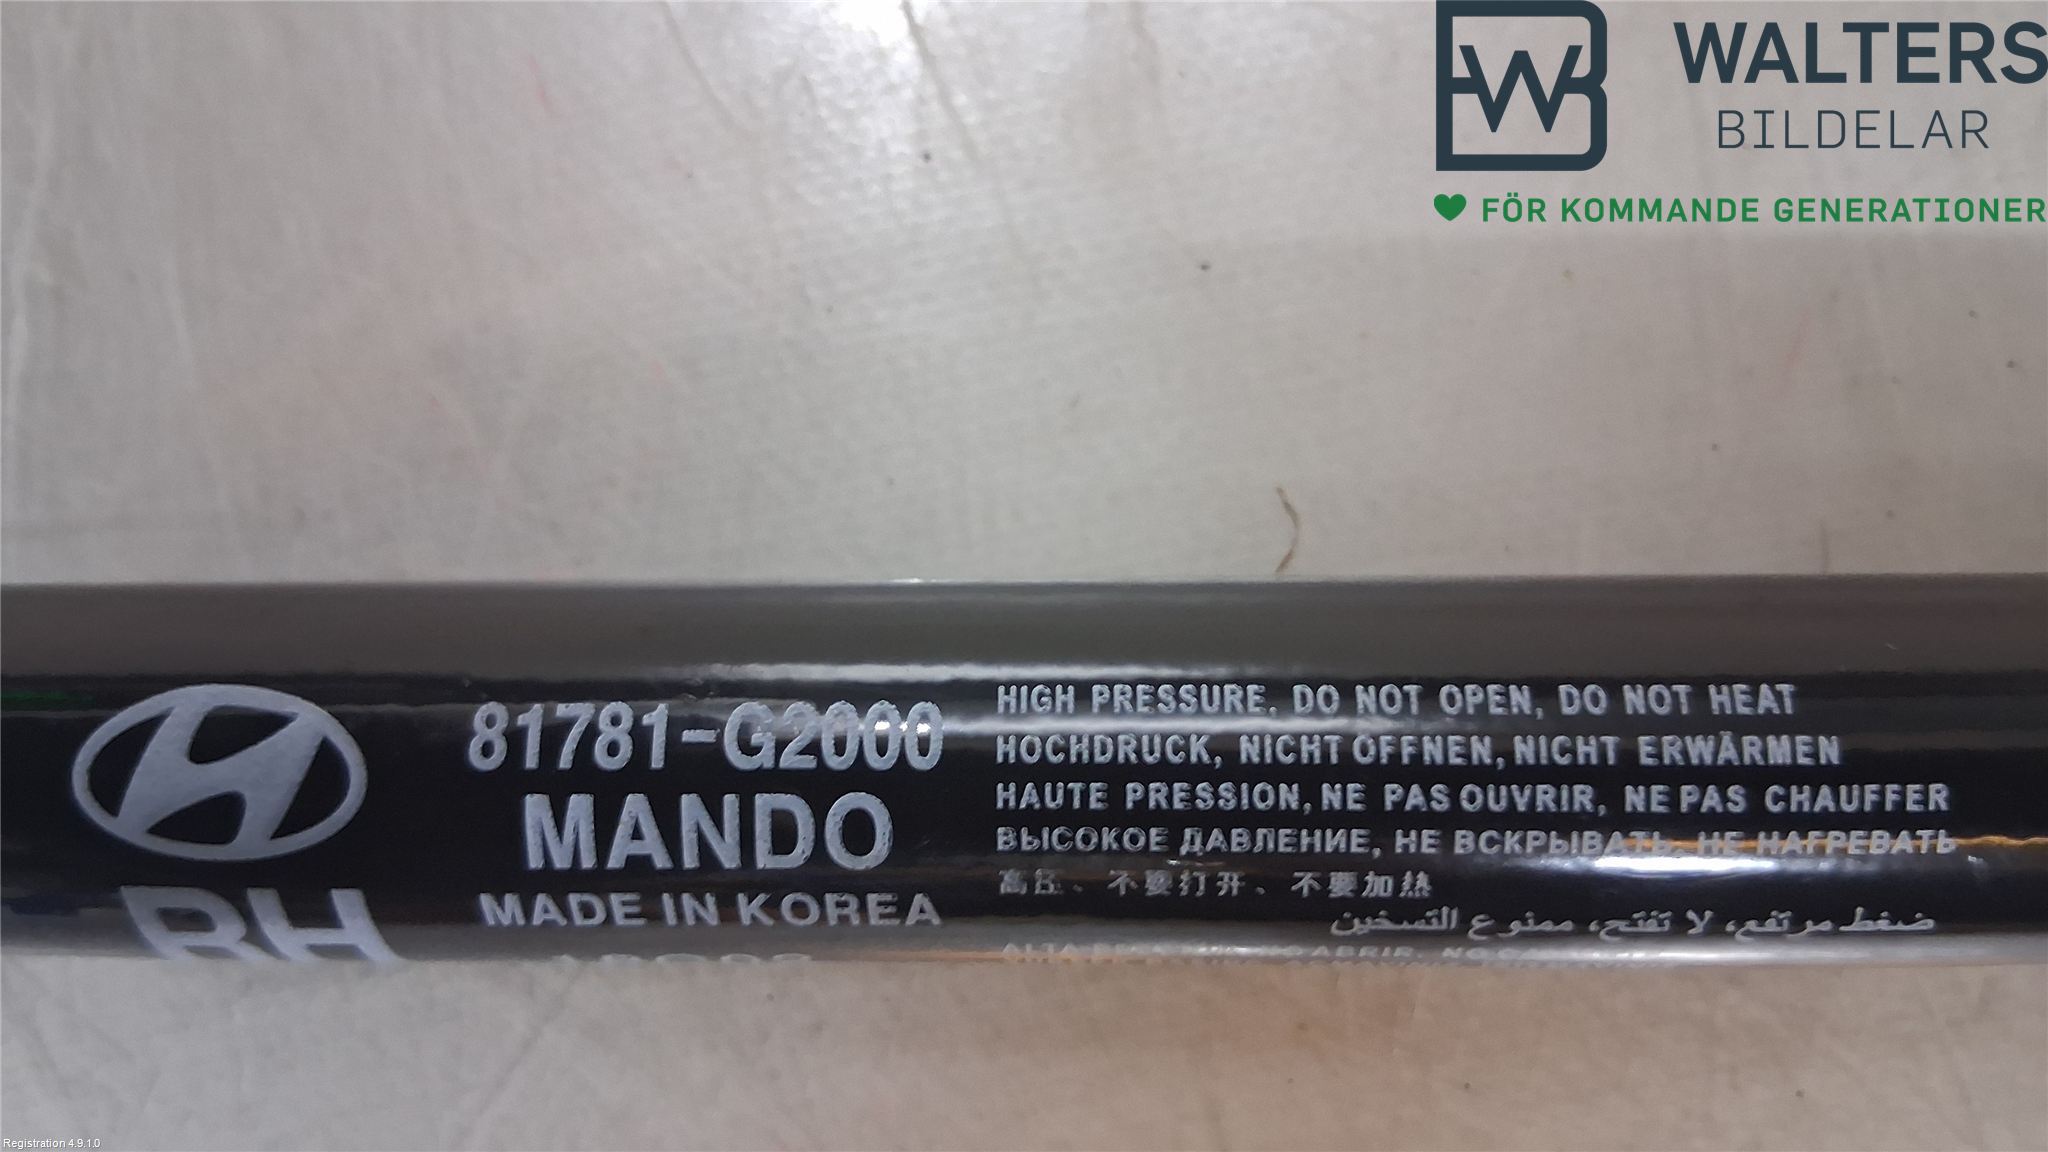 WALTERS
BILDELAR
FÖR KOMMANDE GENERATIONER
81781-G2000
MANDO
MADE IN KOREA
RH
HIGH PRESSURE, DO NOT OPEN, DO NOT HEAT
HOCHDRUCK, NICHT ÖFFNEN, NICHT ERWÄRMEN
HAUTE PRESSION, NE PAS OUVRIR, NE PAS CHAUFFER
ВЫСОКОЕ ДАВЛЕНИЕ, НЕ ВСКРЫВАТЬ, НЕ НАГРЕВАТЬ
高压、不要打开、不要加热
ضغط مرتفع، لا تفتح، ممنوع التسخين
Registration 4.9.1.0